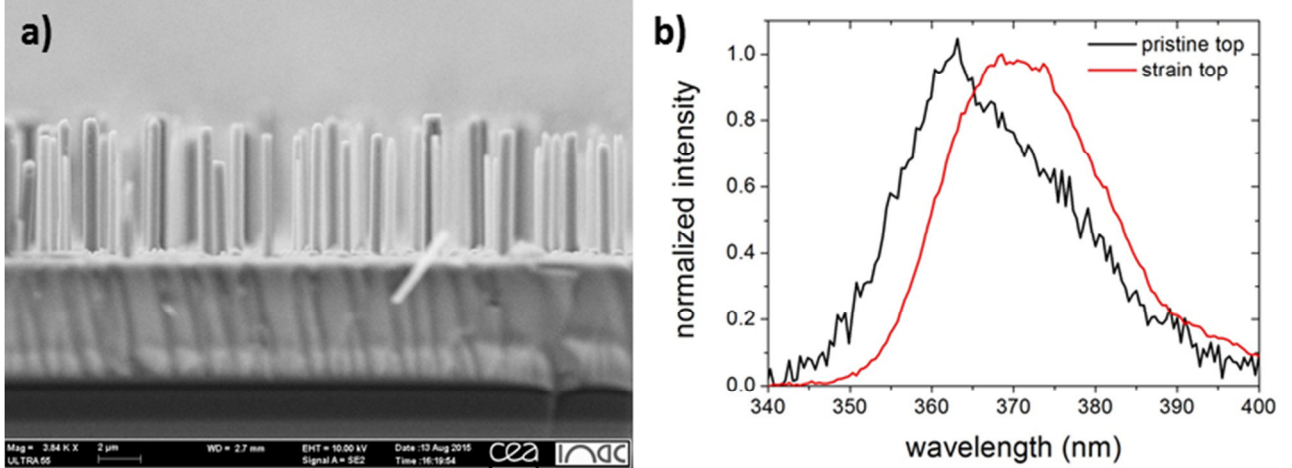 a)
Mag = 3.84 K X
2 µm
WD = 2.7 mm
EHT = 10.00 kV
Date :13 Aug 2015
ULTRA 55
Signal A = SE2
Time :16:19:54
cea
inac
b)
1.0
0.8
0.6
0.4
0.2
0.0
normalized intensity
pristine top
strain top
340 350 360 370 380 390 400
wavelength (nm)